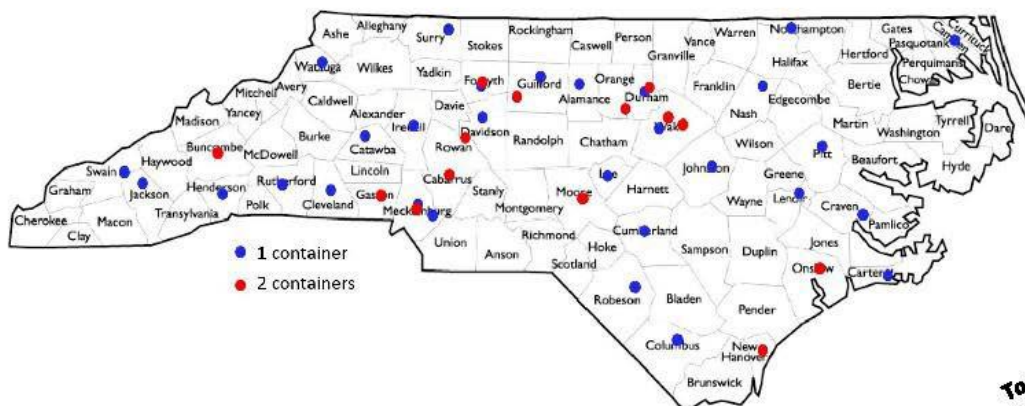 Ashe
Alleghany
Surry
Stokes
Rockingham
Caswell
Person
Granville
Vance
Warren
Northampton
Gates
Currituck
Camden
Pasquotank
Perquimans
Chowan
Hertford
Halifax
Bertie
Watauga
Wilkes
Yadkin
Forsyth
Guilford
Alamance
Orange
Durham
Franklin
Nash
Edgecombe
Martin
Washington
Tyrrell
Dare
Mitchell
Avery
Yancey
Madison
Caldwell
Alexander
Iredell
Davie
Davidson
Randolph
Chatham
Wake
Wilson
Pitt
Beaufort
Hyde
Haywood
Buncombe
McDowell
Burke
Catawba
Rowan
Swain
Graham
Jackson
Henderson
Rutherford
Lincoln
Cabarrus
Stanly
Montgomery
Moore
Lee
Harnett
Johnston
Greene
Wayne
Lenoir
Craven
Pamlico
Cherokee
Clay
Macon
Transylvania
Polk
Cleveland
Gaston
Mecklenburg
Union
Anson
Richmond
Scotland
Hoke
Cumberland
Sampson
Duplin
Jones
Onslow
Carteret
Robeson
Bladen
Pender
Columbus
New
Hanover
Brunswick
1 container
2 containers
To